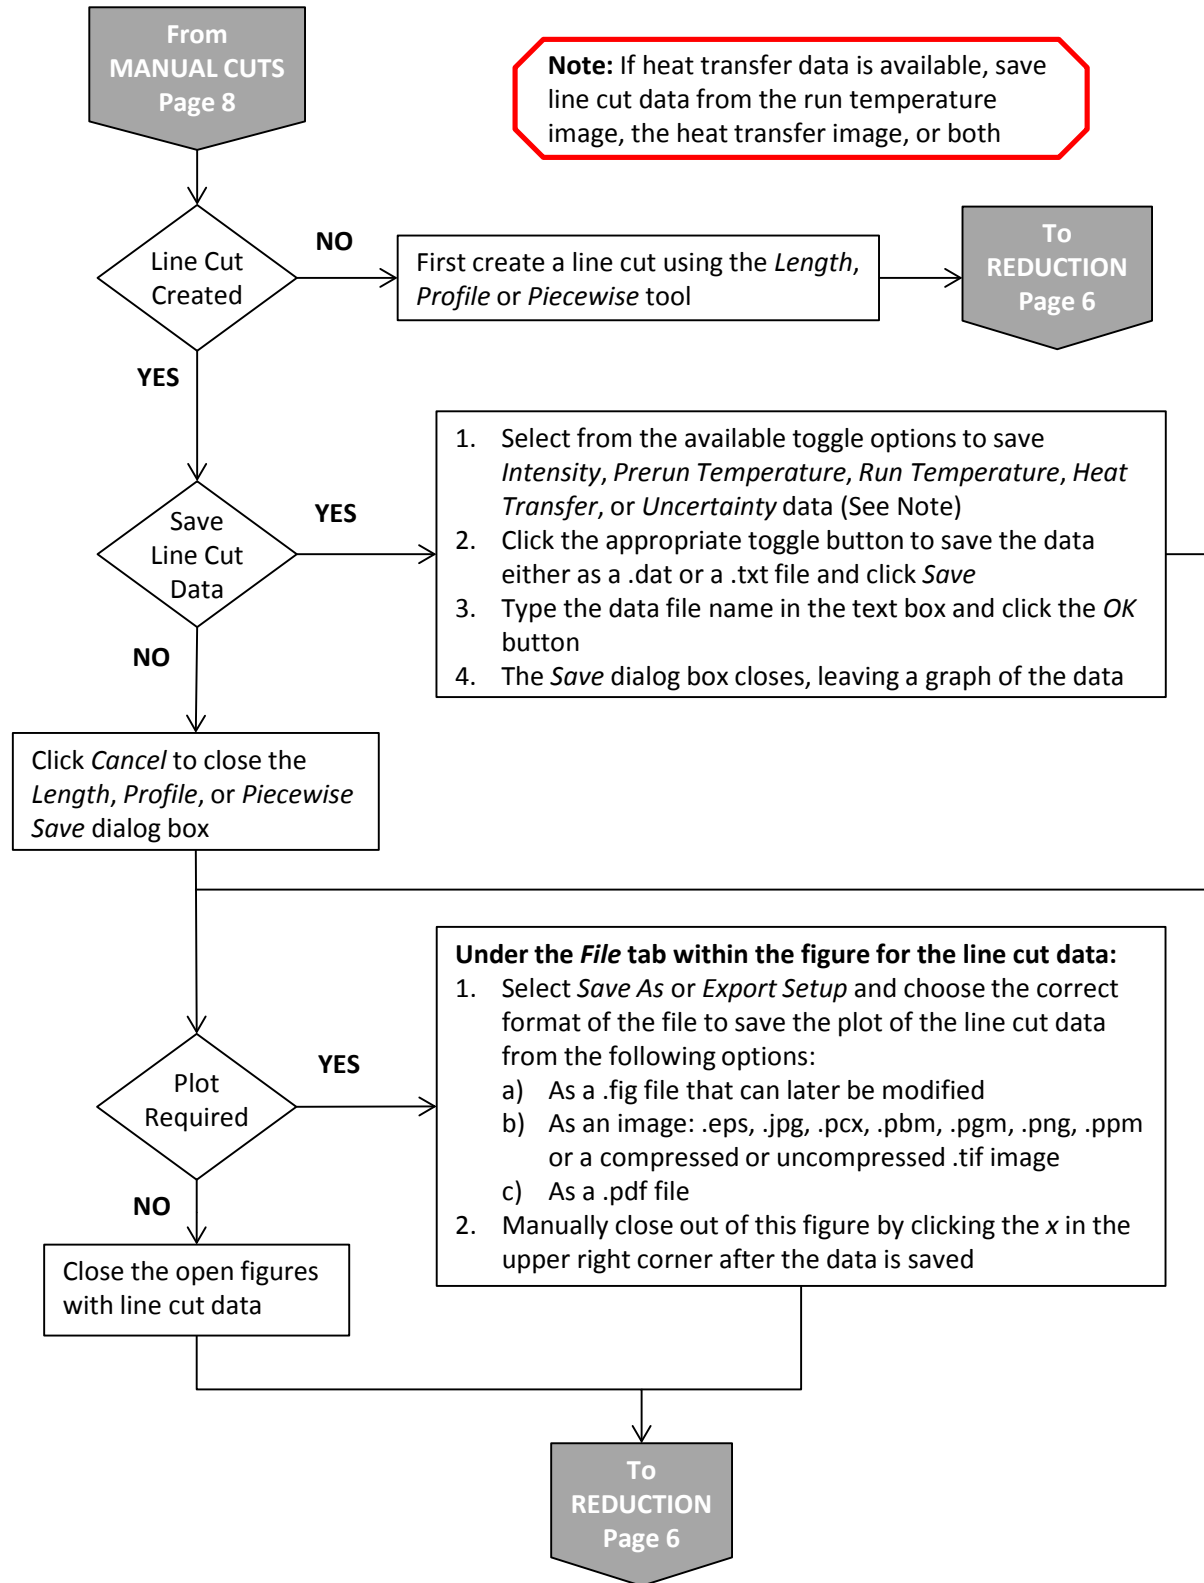 From
MANUAL CUTS
Page 8
Note: If heat transfer data is available, save
line cut data from the run temperature
image, the heat transfer image, or both
Line Cut
Created
NO
First create a line cut using the Length,
Profile or Piecewise tool
To
REDUCTION
Page 6
YES
Save
Line Cut
Data
YES
1. Select from the available toggle options to save
Intensity, Prerun Temperature, Run Temperature, Heat
Transfer, or Uncertainty data (See Note)
2. Click the appropriate toggle button to save the data
either as a .dat or a .txt file and click Save
3. Type the data file name in the text box and click the OK
button
4. The Save dialog box closes, leaving a graph of the data
NO
Click Cancel to close the
Length, Profile, or Piecewise
Save dialog box
Plot
Required
YES
Under the File tab within the figure for the line cut data:
1. Select Save As or Export Setup and choose the correct
format of the file to save the plot of the line cut data
from the following options:
a) As a .fig file that can later be modified
b) As an image: .eps, .jpg, .pcx, .pbm, .pgm, .png, .ppm
or a compressed or uncompressed .tif image
c) As a .pdf file
2. Manually close out of this figure by clicking the x in the
upper right corner after the data is saved
NO
Close the open figures
with line cut data
To
REDUCTION
Page 6